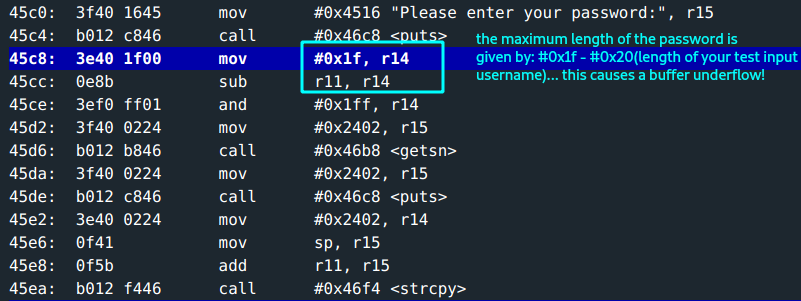 45c0: 3f40 1645 mov #0x4516 "Please enter your password:", r15
45c4: b012 c846 call #0x46c8 <puts>
45c8: 3e40 1f00 mov #0x1f, r14
45cc: 0e8b sub r11, r14
45ce: 3ef0 ff01 and #0x1ff, r14
45d2: 3f40 0224 mov #0x2402, r15
45d6: b012 b846 call #0x46b8 <getsn>
45da: 3f40 0224 mov #0x2402, r15
45de: b012 c846 call #0x46c8 <puts>
45e2: 3e40 0224 mov #0x2402, r14
45e6: 0f41 mov sp, r15
45e8: 0f5b add r11, r15
45ea: b012 f446 call #0x46f4 <strcpy>
the maximum length of the password is
given by: #0x1f - #0x20(length of your test input
username)... this causes a buffer underflow!